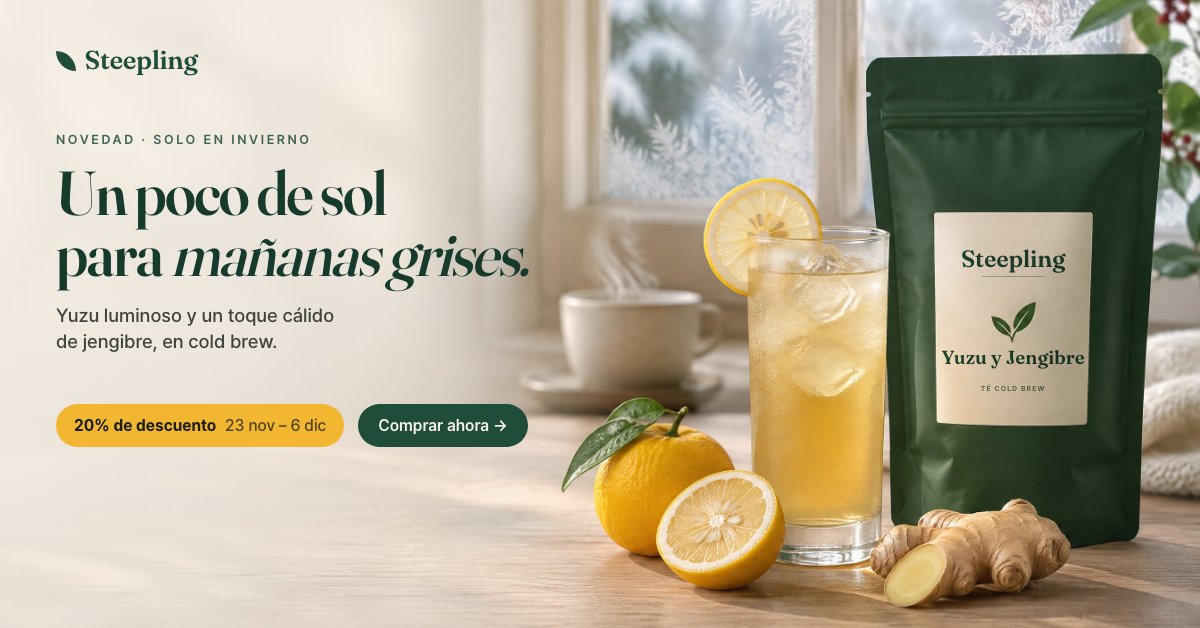 Steepling
NOVEDAD · SOLO EN INVIERNO
Un poco de sol
para mañanas grises.
Yuzu luminoso y un toque cálido
de jengibre, en cold brew.
20% de descuento 23 nov – 6 dic
Comprar ahora →
Steepling
Yuzu y Jengibre
TÉ COLD BREW